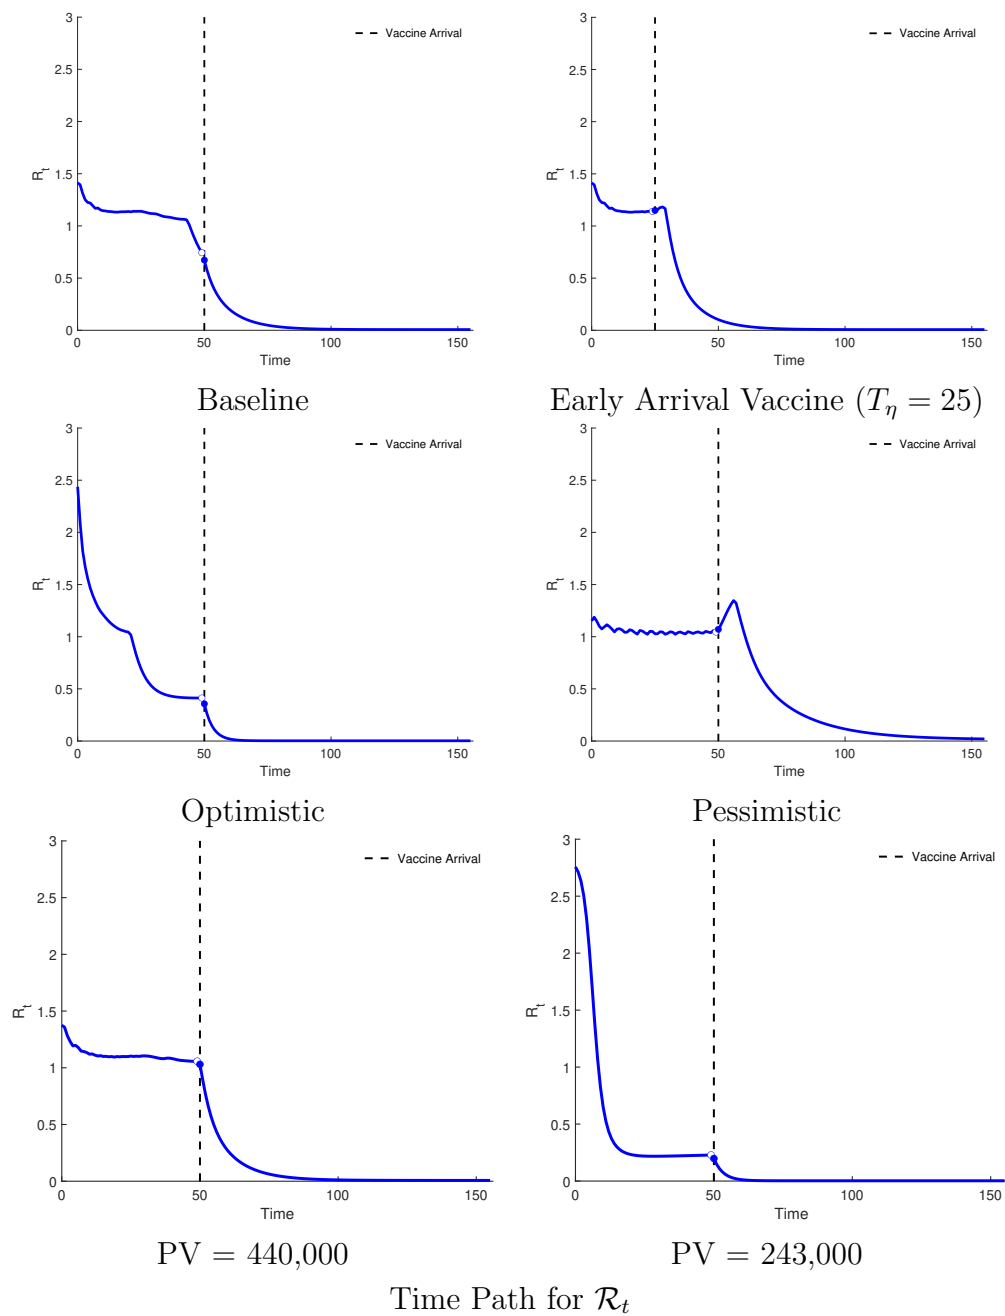 3
2.5
2
1.5
1
0.5
0
R_t
0 50 100 150
Time
Vaccine Arrival
Baseline
3
2.5
2
1.5
1
0.5
0
R_t
0 50 100 150
Time
Vaccine Arrival
Early Arrival Vaccine (T_η = 25)
3
2.5
2
1.5
1
0.5
0
R_t
0 50 100 150
Time
Vaccine Arrival
Optimistic
3
2.5
2
1.5
1
0.5
0
R_t
0 50 100 150
Time
Vaccine Arrival
Pessimistic
3
2.5
2
1.5
1
0.5
0
R_t
0 50 100 150
Time
Vaccine Arrival
PV = 440,000
3
2.5
2
1.5
1
0.5
0
R_t
0 50 100 150
Time
Vaccine Arrival
PV = 243,000
Time Path for ℛ_t